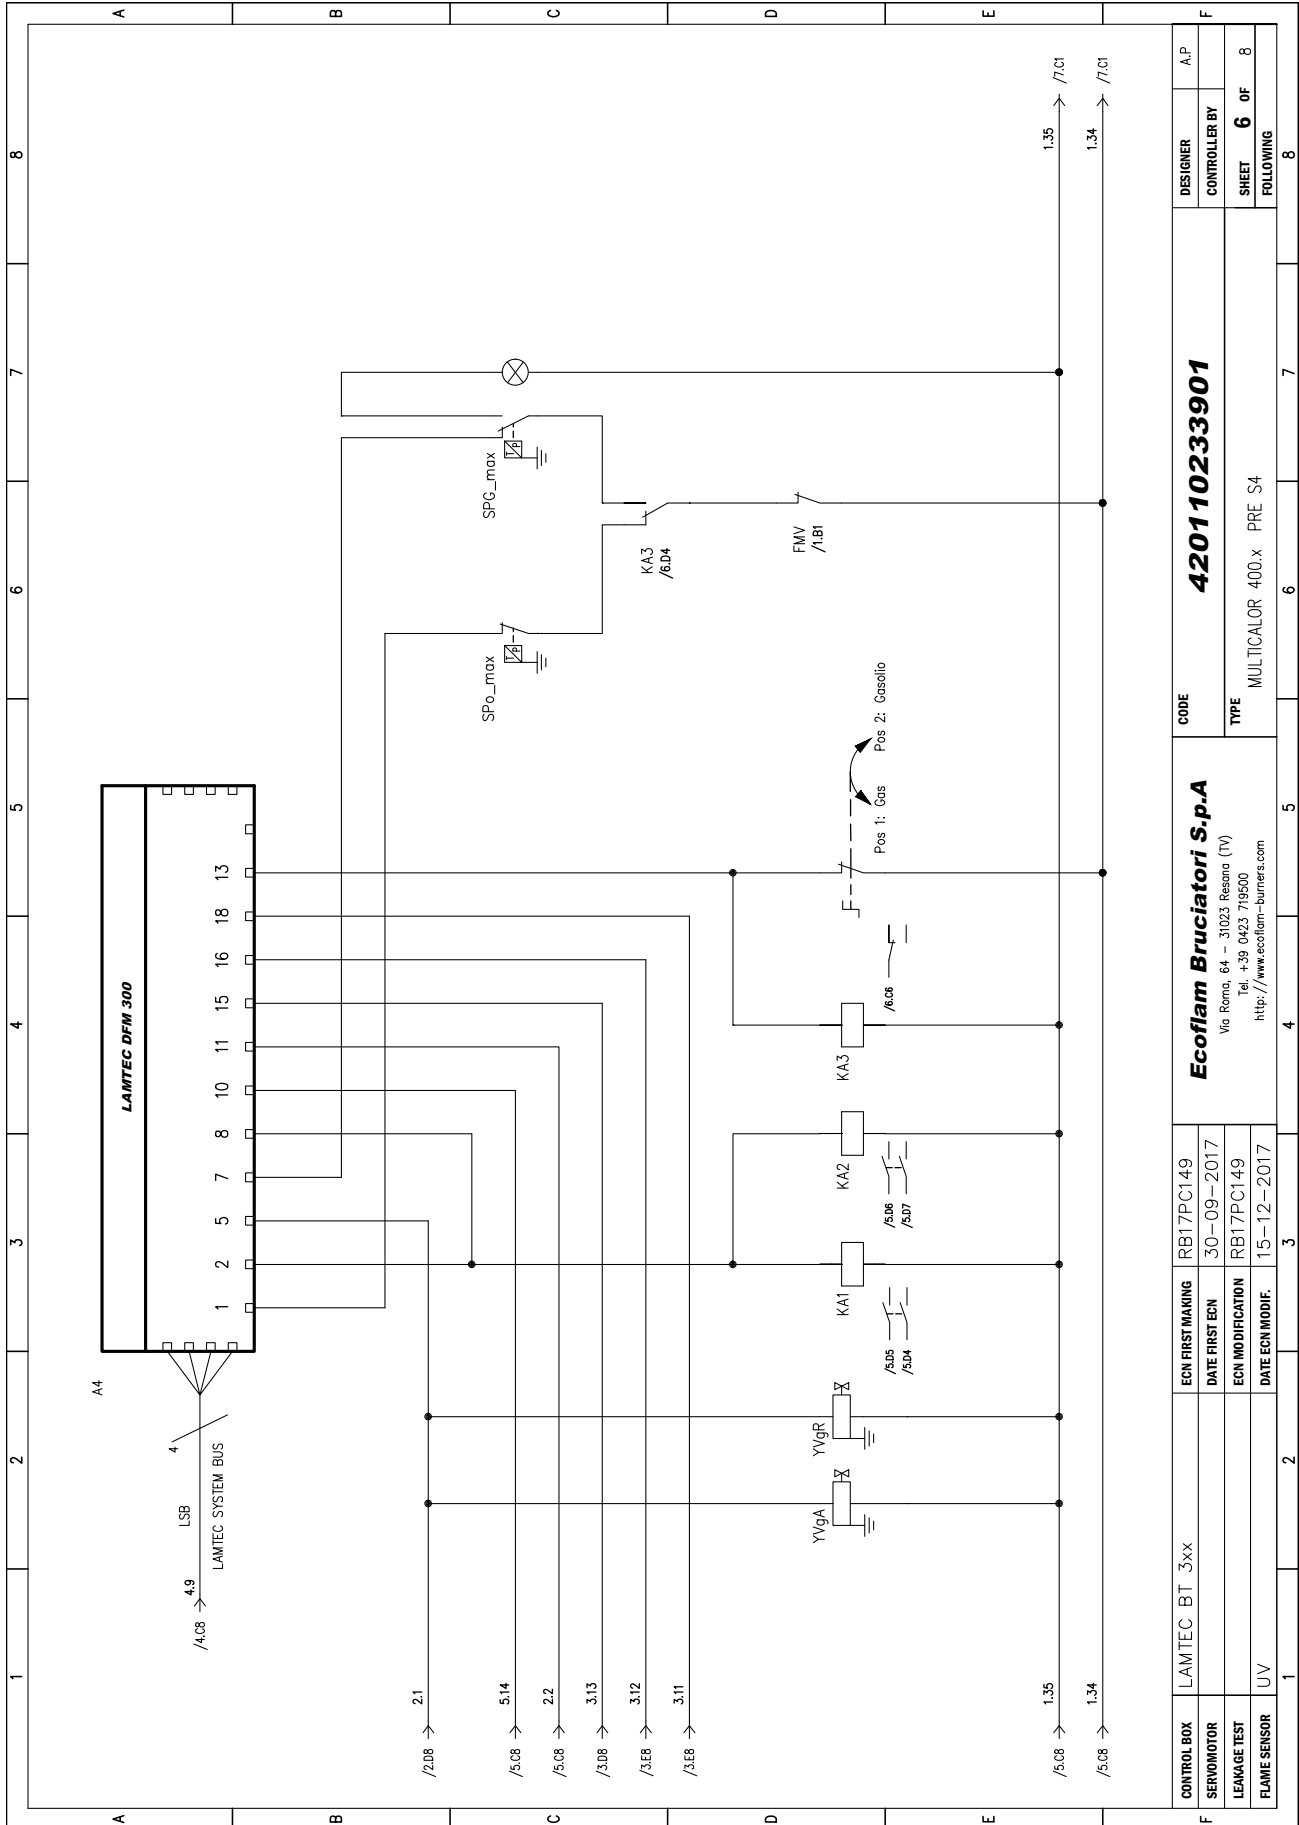 1 2 3 4 5 6 7 8
A B C D E F
A4
LAMTEC DFM 300
1 2 5 7 8 10 11 15 16 18 13
/4.C8
4.9
LSB
4
LAMTEC SYSTEM BUS
/2.D8
2.1
/5.C8
5.14
/5.C8
2.2
/3.D8
3.13
/3.E8
3.12
/3.E8
3.11
/5.C8
1.35
/5.C8
1.34
SPo_max
T/P
SPG_max
T/P
KA3
/6.D4
FMV
/1.B1
YVgA
YVgR
KA1
/5.D5
/5.D4
KA2
/5.D6
/5.D7
KA3
/6.C6
Pos 1: Gas
Pos 2: Gasolio
1.35
/7.C1
1.34
/7.C1
CONTROL BOX
LAMTEC BT 3xx
SERVOMOTOR
LEAKAGE TEST
FLAME SENSOR
UV
ECN FIRST MAKING
RB17PC149
DATE FIRST ECN
30-09-2017
ECN MODIFICATION
RB17PC149
DATE ECN MODIF.
15-12-2017
Ecoflam Bruciatori S.p.A
Via Roma, 64 - 31023 Resana (TV)
Tel. +39 0423 719500
http://www.ecoflam-burners.com
CODE
420110233901
TYPE
MULTICALOR 400.x PRE S4
DESIGNER
A.P
CONTROLLER BY
SHEET 6 OF 8
FOLLOWING
1 2 3 4 5 6 7 8
A B C D E F